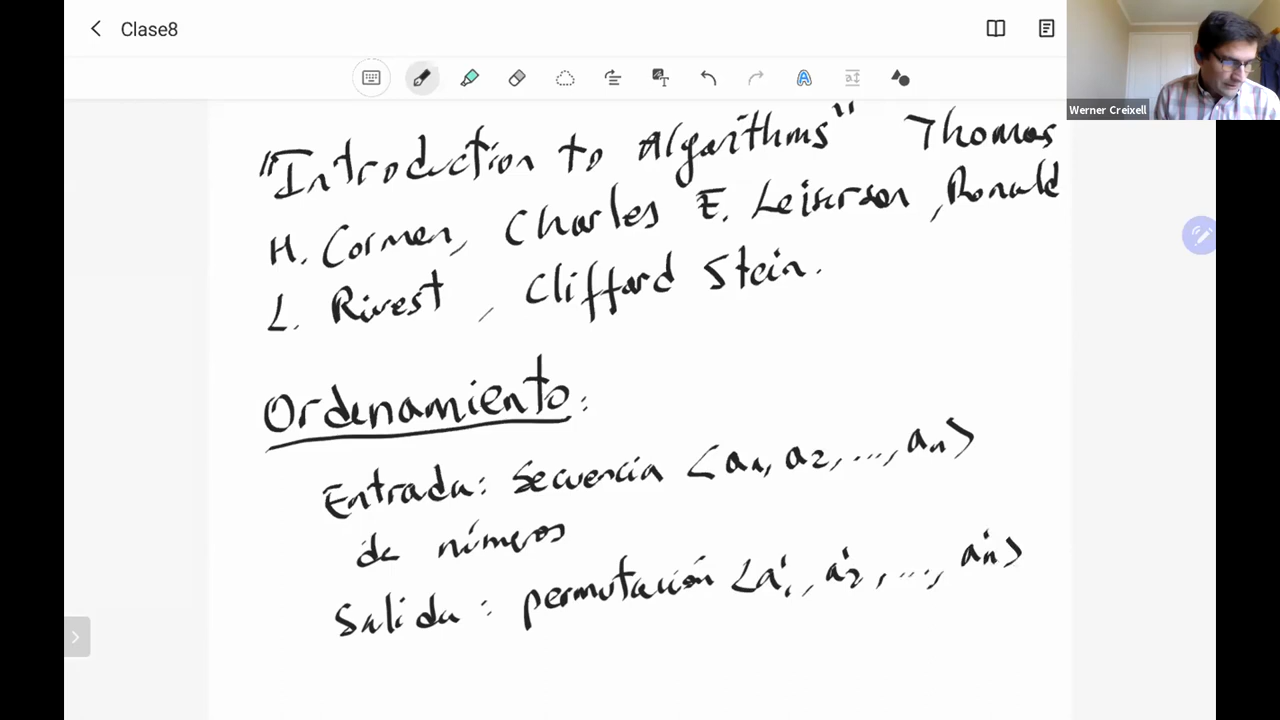 Clase8
Werner Creixell
"Introduction to Algorithms" Thomas
H. Cormen, Charles E. Leiserson, Ronald
L. Rivest, Clifford Stein.
Ordenamiento:
Entrada: Secuencia <a₁, a₂, ..., aₙ>
de números
Salida: permutación <a'₁, a'₂, ..., a'ₙ>